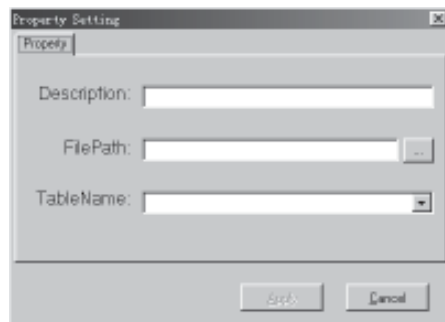 Property Setting
Property
Description:
FilePath:
...
TableName:
Apply
Cancel